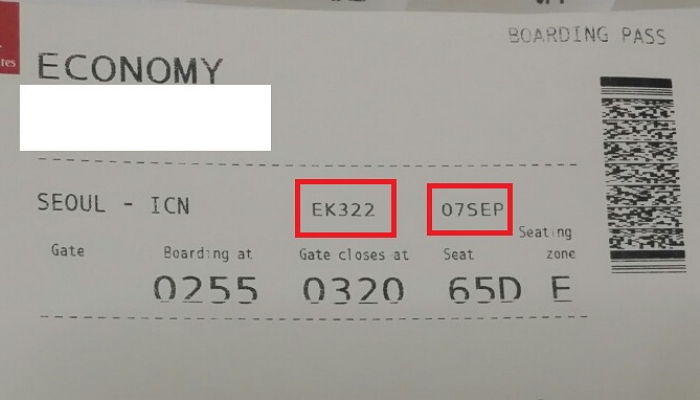 BOARDING PASS
tes
ECONOMY
SEOUL - ICN EK322 07SEP
Gate Boarding at Gate closes at Seat Seating zone
0255 0320 65D E